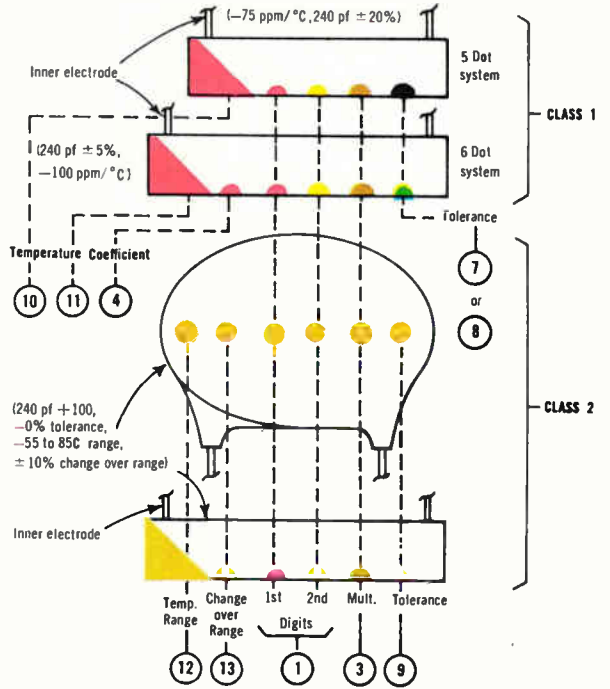 (−75 ppm/°C, 240 pf ±20%)
Inner electrode
5 Dot
system
CLASS 1
(240 pf ±5%,
−100 ppm/°C)
6 Dot
system
Tolerance
Temperature Coefficient
10
11
4
7
or
8
(240 pf +100,
−0% tolerance,
−55 to 85C range,
±10% change over range)
CLASS 2
Inner electrode
Temp.
Range
Change
over
Range
1st
2nd
Digits
Mult.
Tolerance
12
13
1
3
9